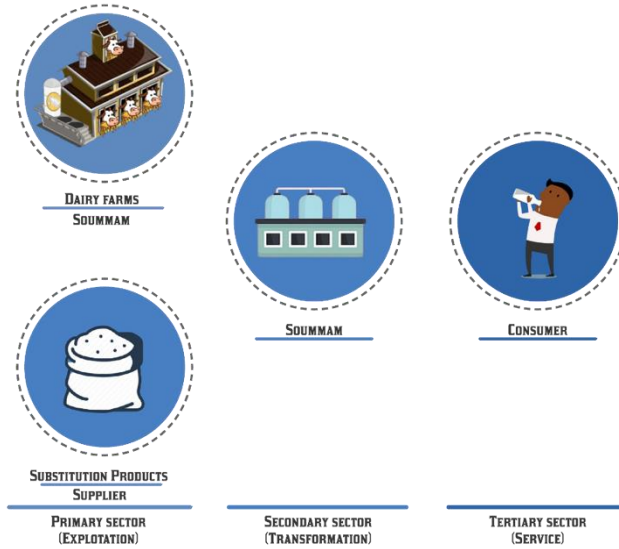 DAIRY FARMS
SOUMMAM
SOUMMAM
CONSUMER
SUBSTITUTION PRODUCTS
SUPPLIER
PRIMARY SECTOR
(EXPLOTATION)
SECONDARY SECTOR
(TRANSFORMATION)
TERTIARY SECTOR
(SERVICE)